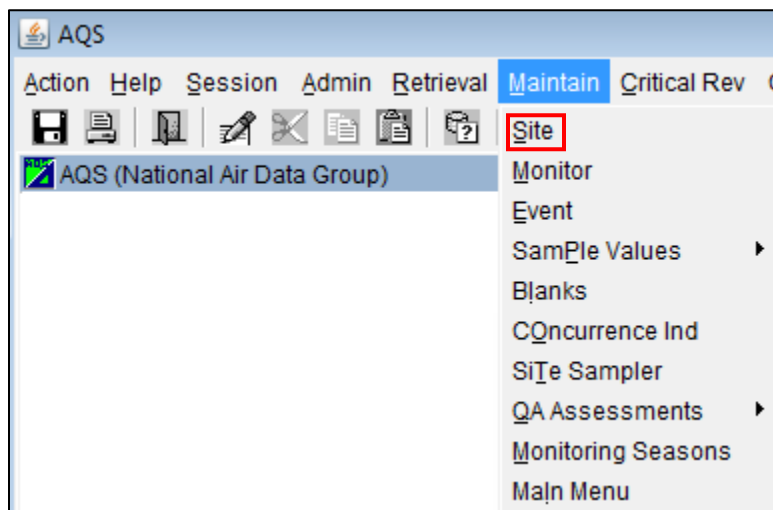 AQS
Action Help Session Admin Retrieval Maintain Critical Rev
Site
AQS (National Air Data Group)
Monitor
Event
SamPle Values
Blanks
COncurrence Ind
SiTe Sampler
QA Assessments
Monitoring Seasons
MaIn Menu